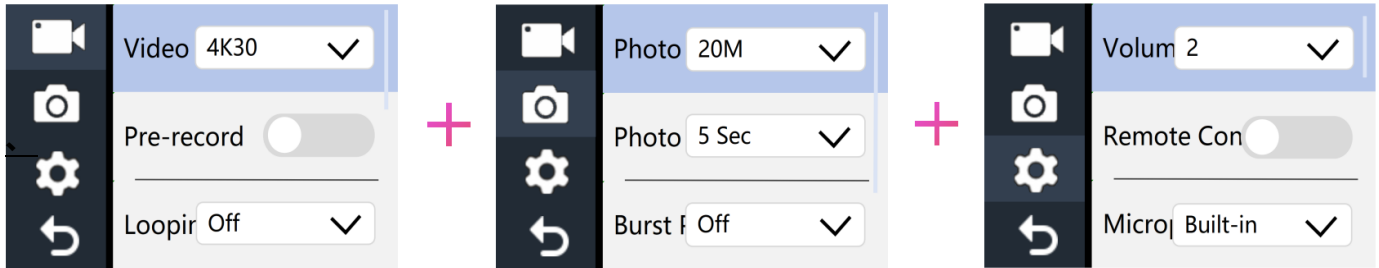 Video 4K30
Pre-record
Loopin Off
Photo 20M
Photo 5 Sec
Burst P Off
Volum 2
Remote Con
Microp Built-in